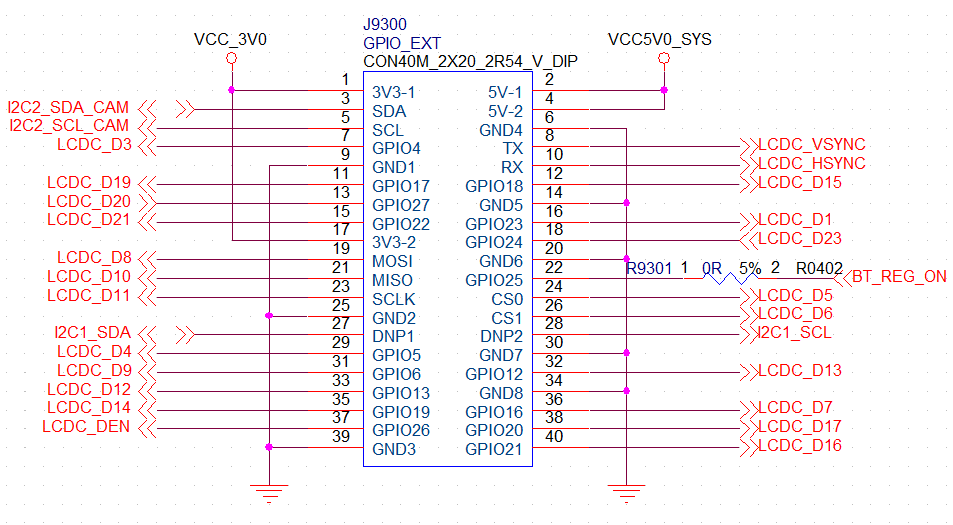 J9300
VCC_3V0
GPIO_EXT
VCC5V0_SYS
CON40M_2X20_2R54_V_DIP
1 3V3-1 5V-1 2
I2C2_SDA_CAM 3 SDA 5V-2 4
I2C2_SCL_CAM 5 SCL GND4 6
LCDC_D3 7 GPIO4 TX 8 LCDC_VSYNC
9 GND1 RX 10 LCDC_HSYNC
LCDC_D19 11 GPIO17 GPIO18 12 LCDC_D15
LCDC_D20 13 GPIO27 GND5 14
LCDC_D21 15 GPIO22 GPIO23 16 LCDC_D1
17 3V3-2 GPIO24 18 LCDC_D23
LCDC_D8 19 MOSI GND6 20
LCDC_D10 21 MISO GPIO25 22 R9301 1 0R 5% 2 R0402 BT_REG_ON
LCDC_D11 23 SCLK CS0 24 LCDC_D5
25 GND2 CS1 26 LCDC_D6
I2C1_SDA 27 DNP1 DNP2 28 I2C1_SCL
LCDC_D4 29 GPIO5 GND7 30
LCDC_D9 31 GPIO6 GPIO12 32 LCDC_D13
LCDC_D12 33 GPIO13 GND8 34
LCDC_D14 35 GPIO19 GPIO16 36 LCDC_D7
LCDC_DEN 37 GPIO26 GPIO20 38 LCDC_D17
39 GND3 GPIO21 40 LCDC_D16